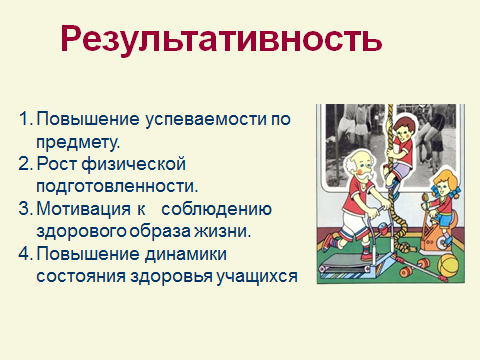 Результативность
1. Повышение успеваемости по
предмету.
2. Рост физической
подготовленности.
3. Мотивация к соблюдению
здорового образа жизни.
4. Повышение динамики
состояния здоровья учащихся